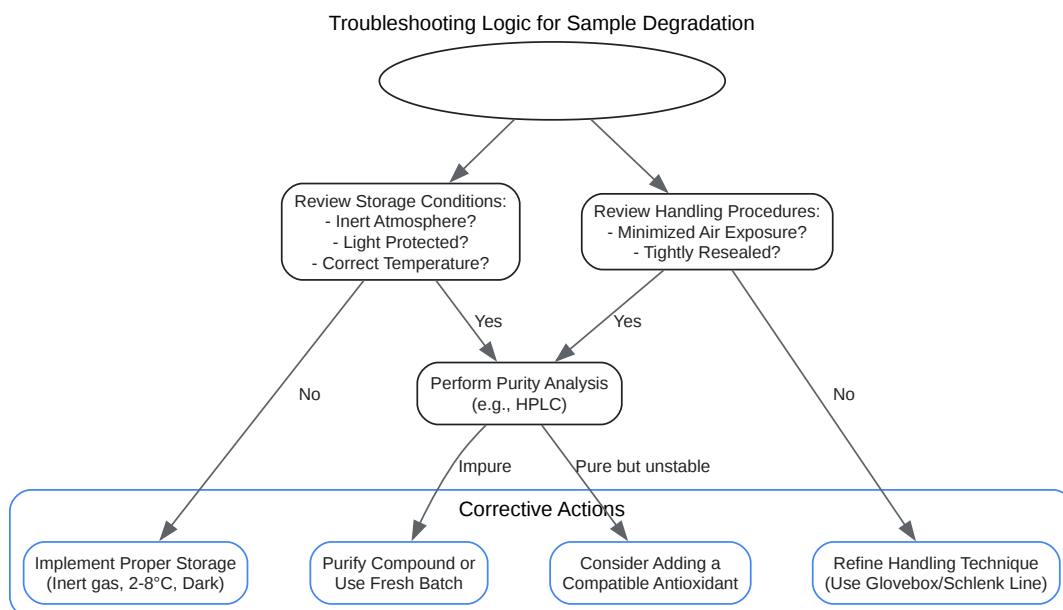 Troubleshooting Logic for Sample Degradation
Review Storage Conditions:
- Inert Atmosphere?
- Light Protected?
- Correct Temperature?
Review Handling Procedures:
- Minimized Air Exposure?
- Tightly Resealed?
Yes
Yes
Perform Purity Analysis
(e.g., HPLC)
No
No
Impure
Pure but unstable
Corrective Actions
Implement Proper Storage
(Inert gas, 2-8°C, Dark)
Purify Compound or
Use Fresh Batch
Consider Adding a
Compatible Antioxidant
Refine Handling Technique
(Use Glovebox/Schlenk Line)